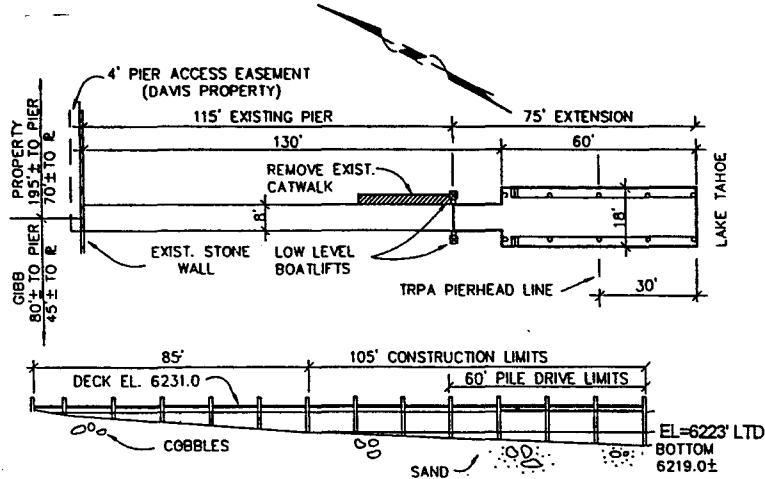 4' PIER ACCESS EASEMENT
(DAVIS PROPERTY)
115' EXISTING PIER
75' EXTENSION
130'
60'
PROPERTY
195'± TO PIER
70'± TO PL
REMOVE EXIST.
CATWALK
8'
18'
LAKE TAHOE
GIBB
80'± TO PIER
45± TO PL
EXIST. STONE
WALL
LOW LEVEL
BOATLIFTS
TRPA PIERHEAD LINE
30'
85'
105' CONSTRUCTION LIMITS
DECK EL. 6231.0
60' PILE DRIVE LIMITS
COBBLES
SAND
EL=6223' LTD
BOTTOM
6219.0±